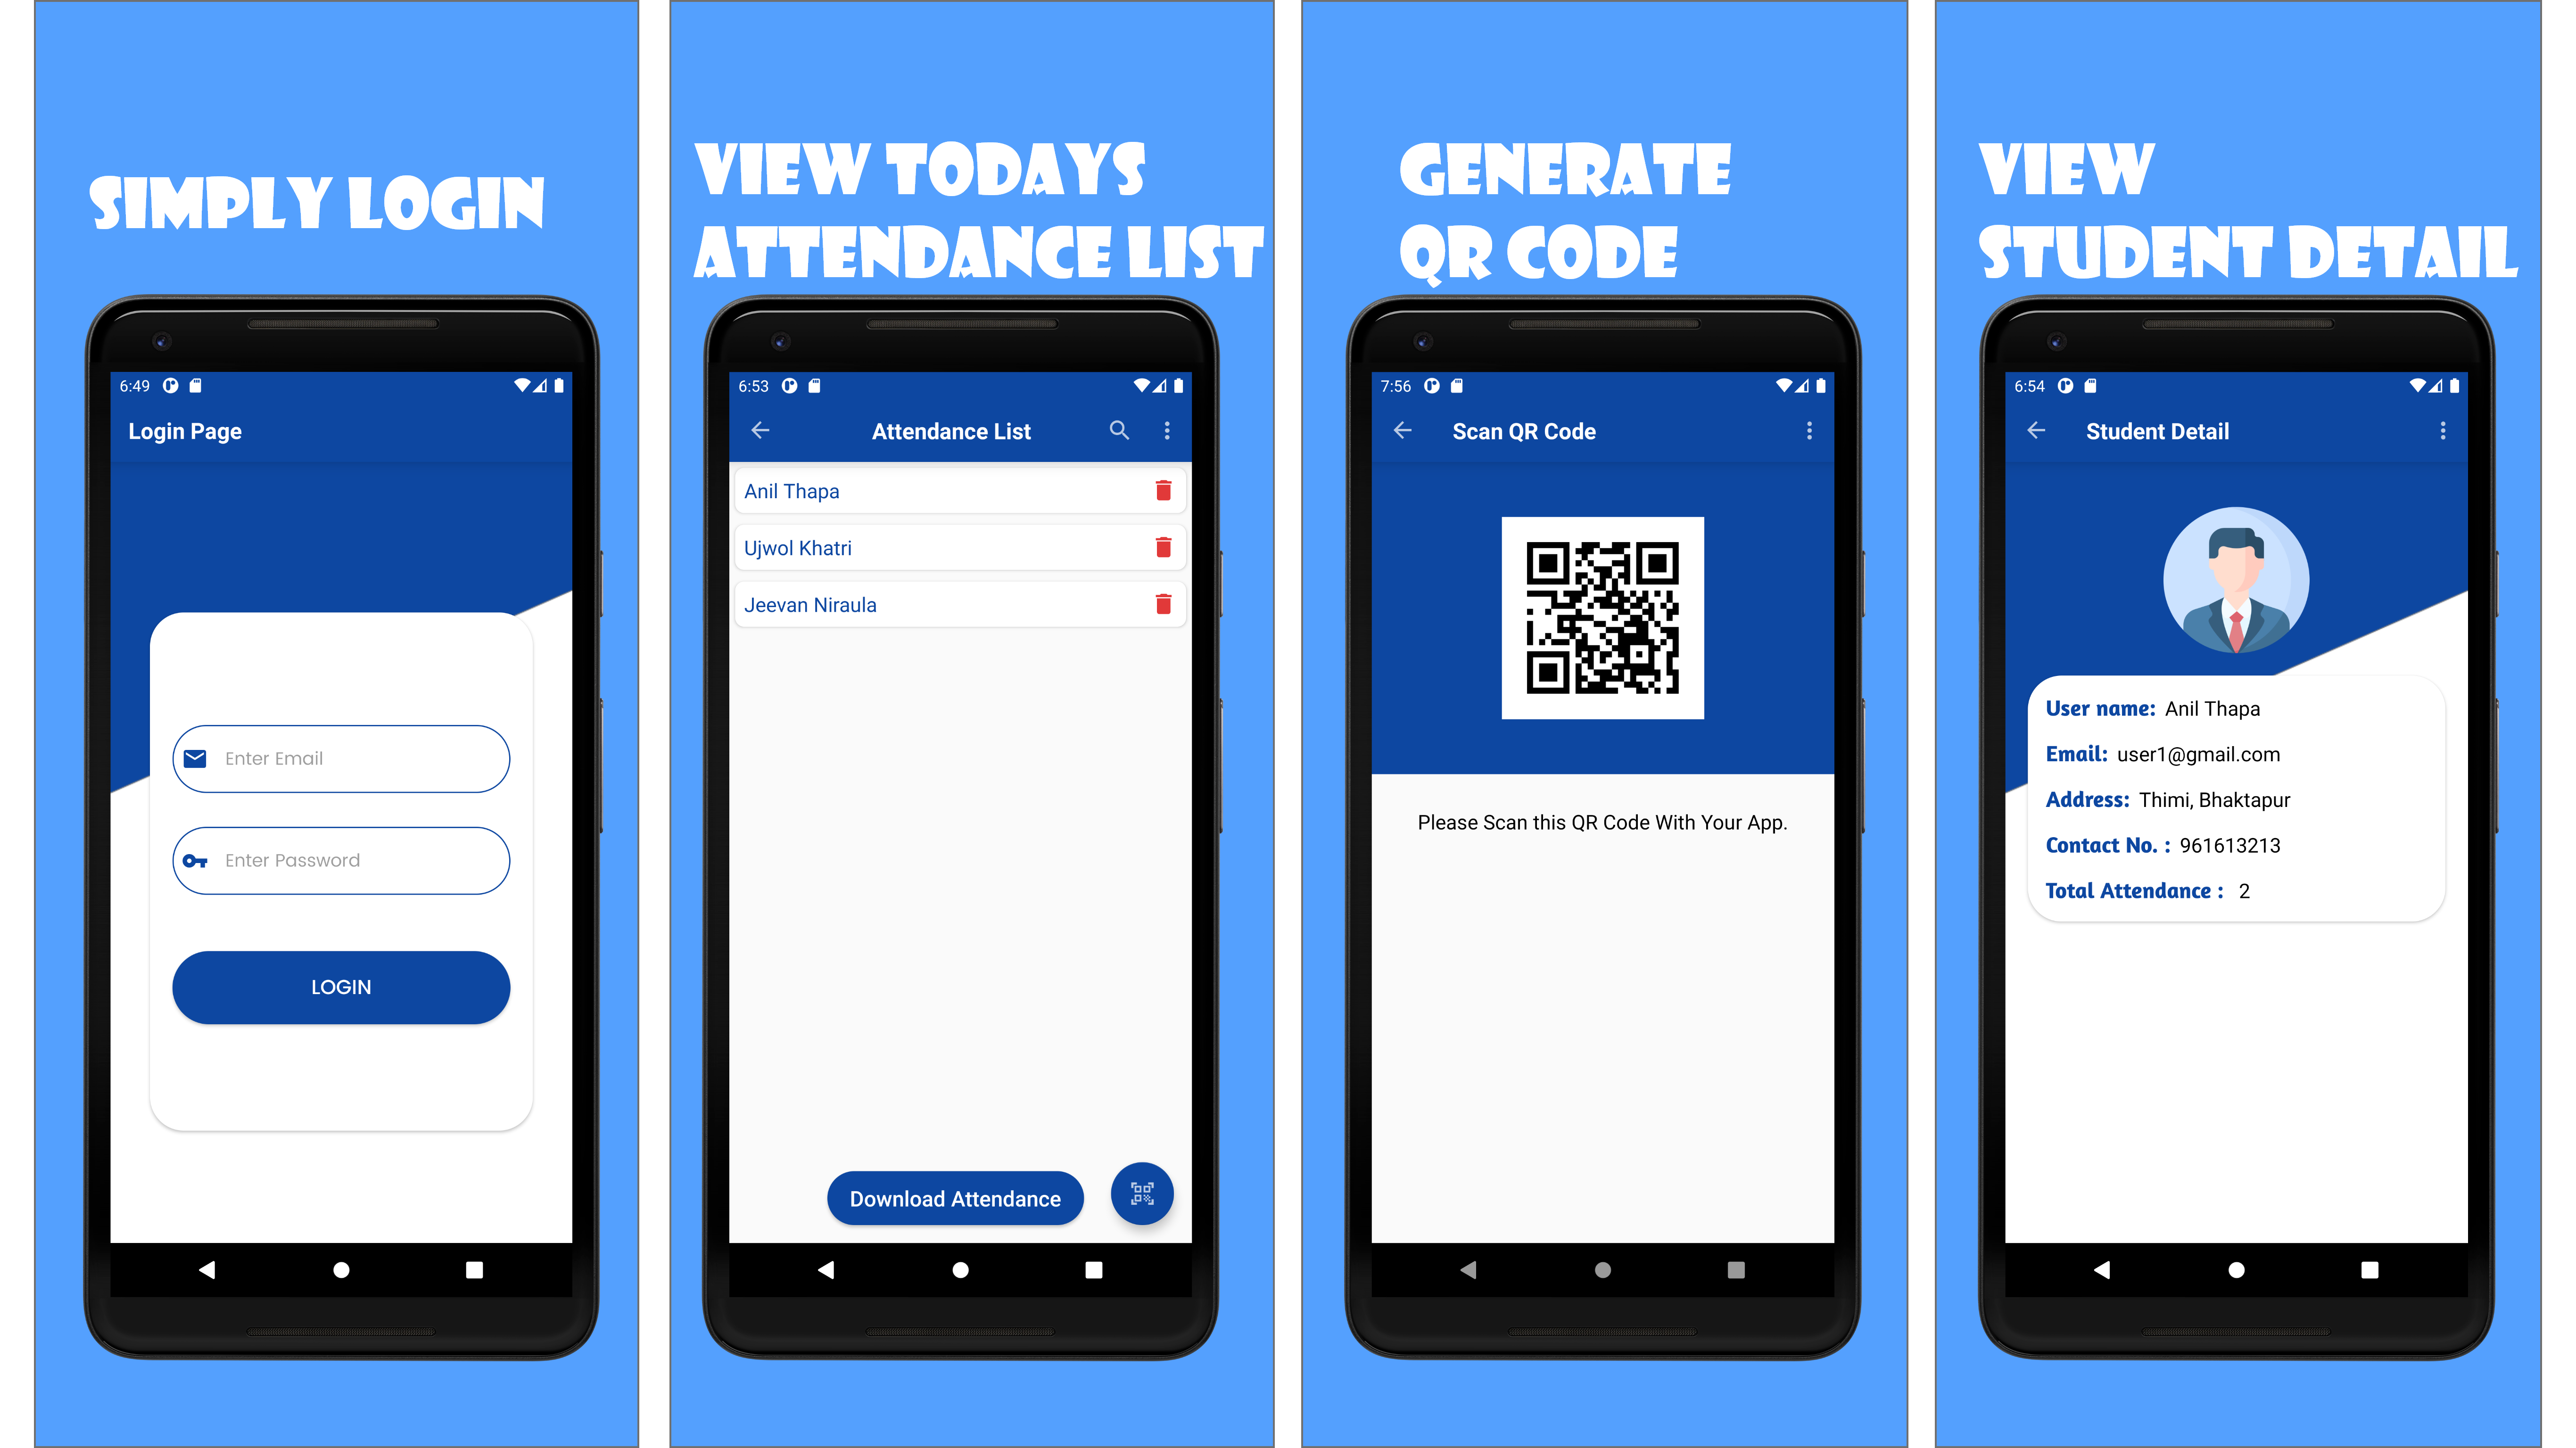 SIMPLY LOGIN
6:49
Login Page
Enter Email
Enter Password
LOGIN
VIEW TODAYS
ATTENDANCE LIST
6:53
Attendance List
Anil Thapa
Ujwol Khatri
Jeevan Niraula
Download Attendance
GENERATE
QR CODE
7:56
Scan QR Code
Please Scan this QR Code With Your App.
VIEW
STUDENT DETAIL
6:54
Student Detail
User name: Anil Thapa
Email: user1@gmail.com
Address: Thimi, Bhaktapur
Contact No. : 961613213
Total Attendance : 2